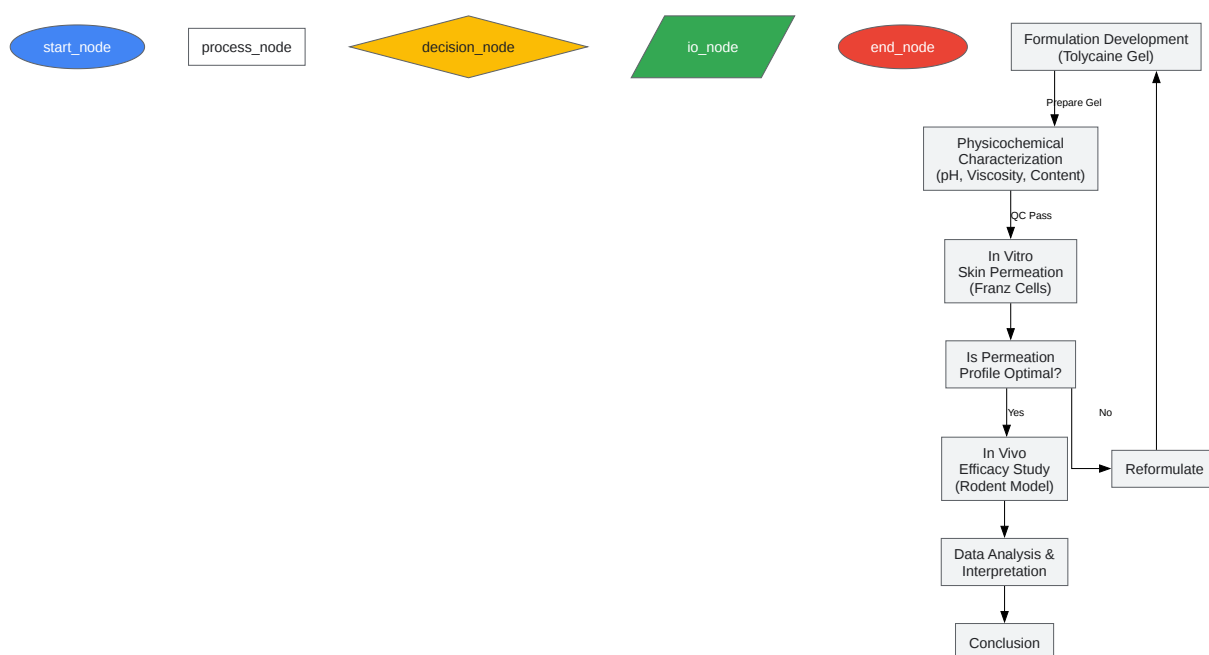 start_node
process_node
decision_node
io_node
end_node
Formulation Development
(Tolycaine Gel)
Prepare Gel
Physicochemical
Characterization
(pH, Viscosity, Content)
QC Pass
In Vitro
Skin Permeation
(Franz Cells)
Is Permeation
Profile Optimal?
Yes
No
In Vivo
Efficacy Study
(Rodent Model)
Reformulate
Data Analysis &
Interpretation
Conclusion